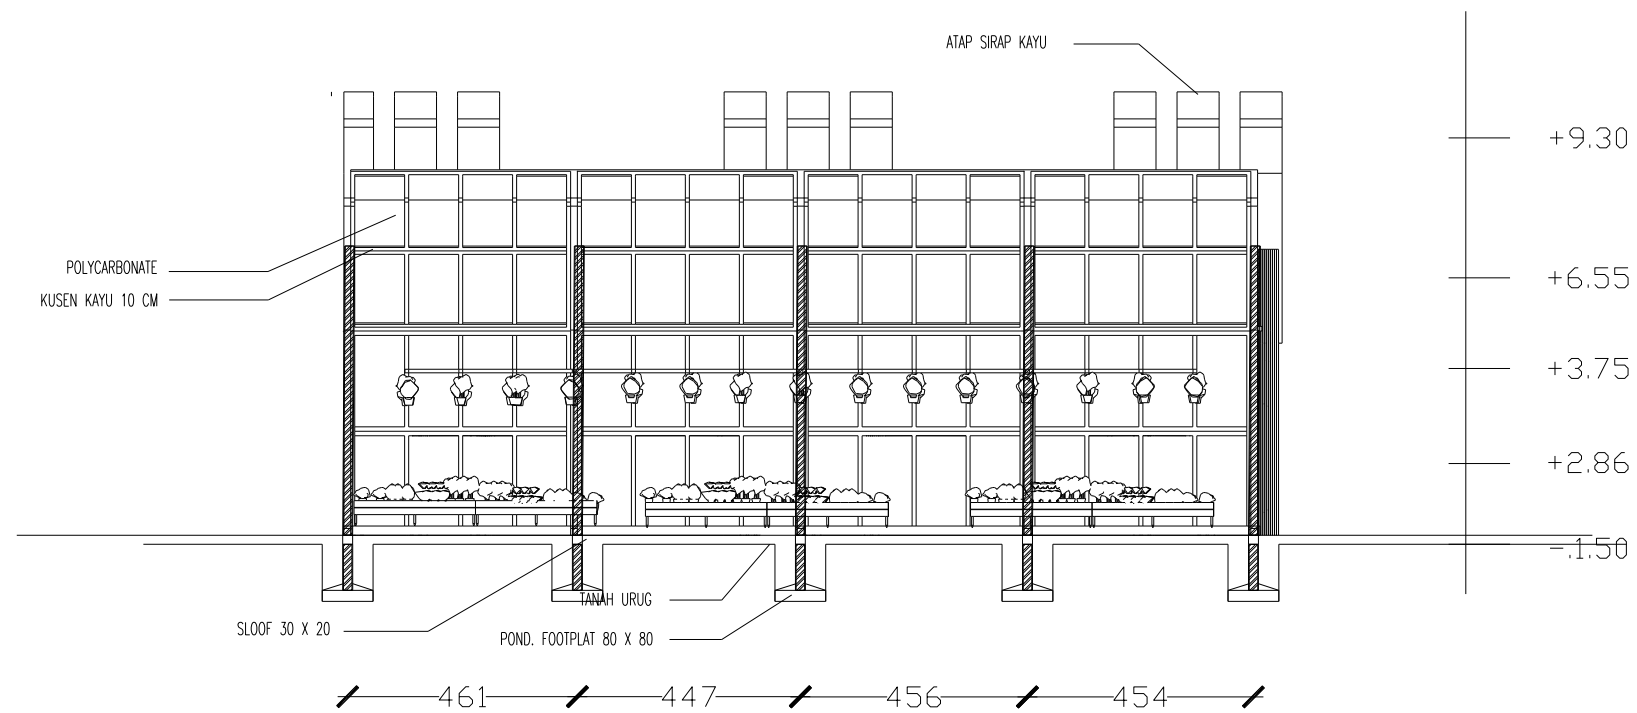 ATAP SIRAP KAYU
+9.30
POLYCARBONATE
+6.55
KUSEN KAYU 10 CM
+3.75
+2.86
-.1.50
TANAH URUG
SLOOF 30 X 20
POND. FOOTPLAT 80 X 80
461
447
456
454